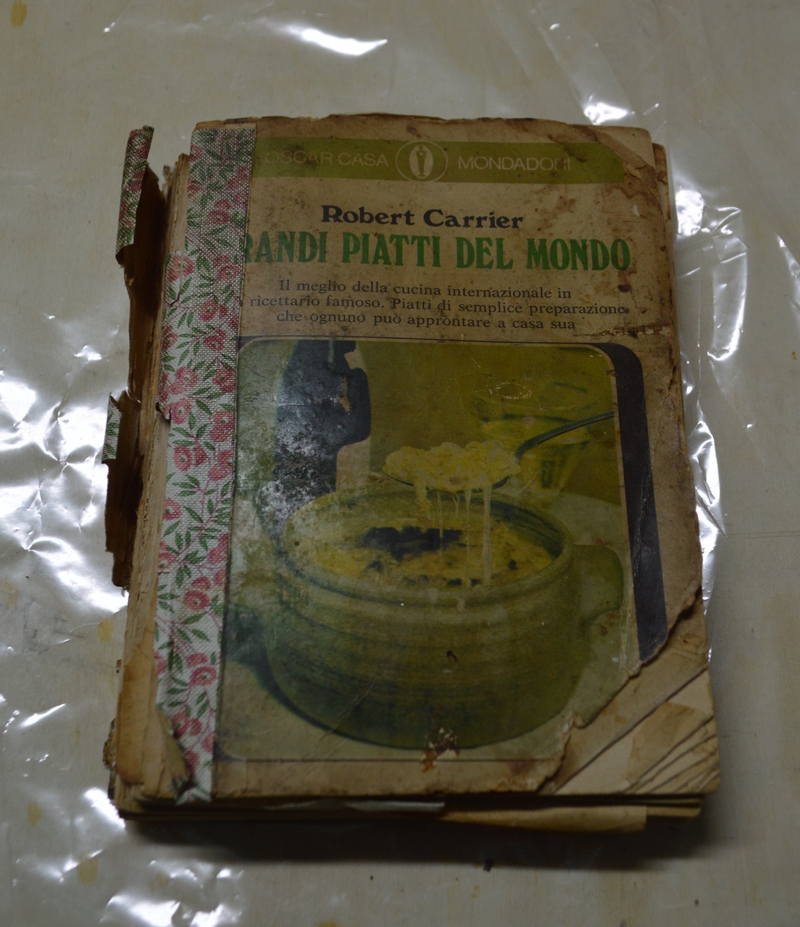 OSCAR CASA MONDADORI
Robert Carrier
RANDI PIATTI DEL MONDO
Il meglio della cucina internazionale in
ricettario famoso. Piatti di semplice preparazione
che ognuno può approntare a casa sua